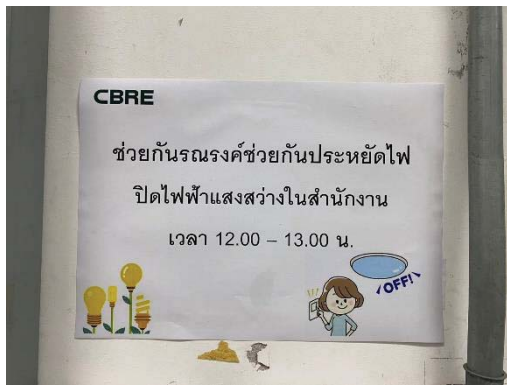 CBRE
ช่วยกันรณรงค์ช่วยกันประหยัดไฟ
ปิดไฟฟ้าแสงสว่างในสำนักงาน
เวลา 12.00 – 13.00 น.
OFF!